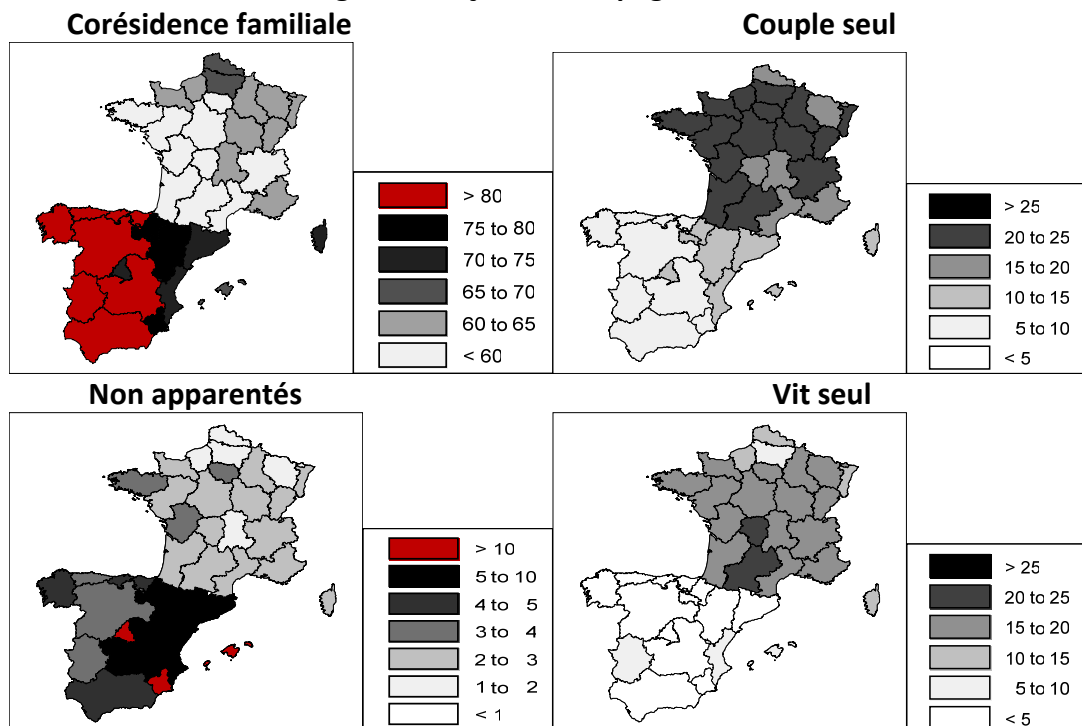 Corésidence familiale
Couple seul
> 80
75 to 80
70 to 75
65 to 70
60 to 65
< 60
> 25
20 to 25
15 to 20
10 to 15
5 to 10
< 5
Non apparentés
Vit seul
> 10
5 to 10
4 to 5
3 to 4
2 to 3
1 to 2
< 1
> 25
20 to 25
15 to 20
10 to 15
5 to 10
< 5